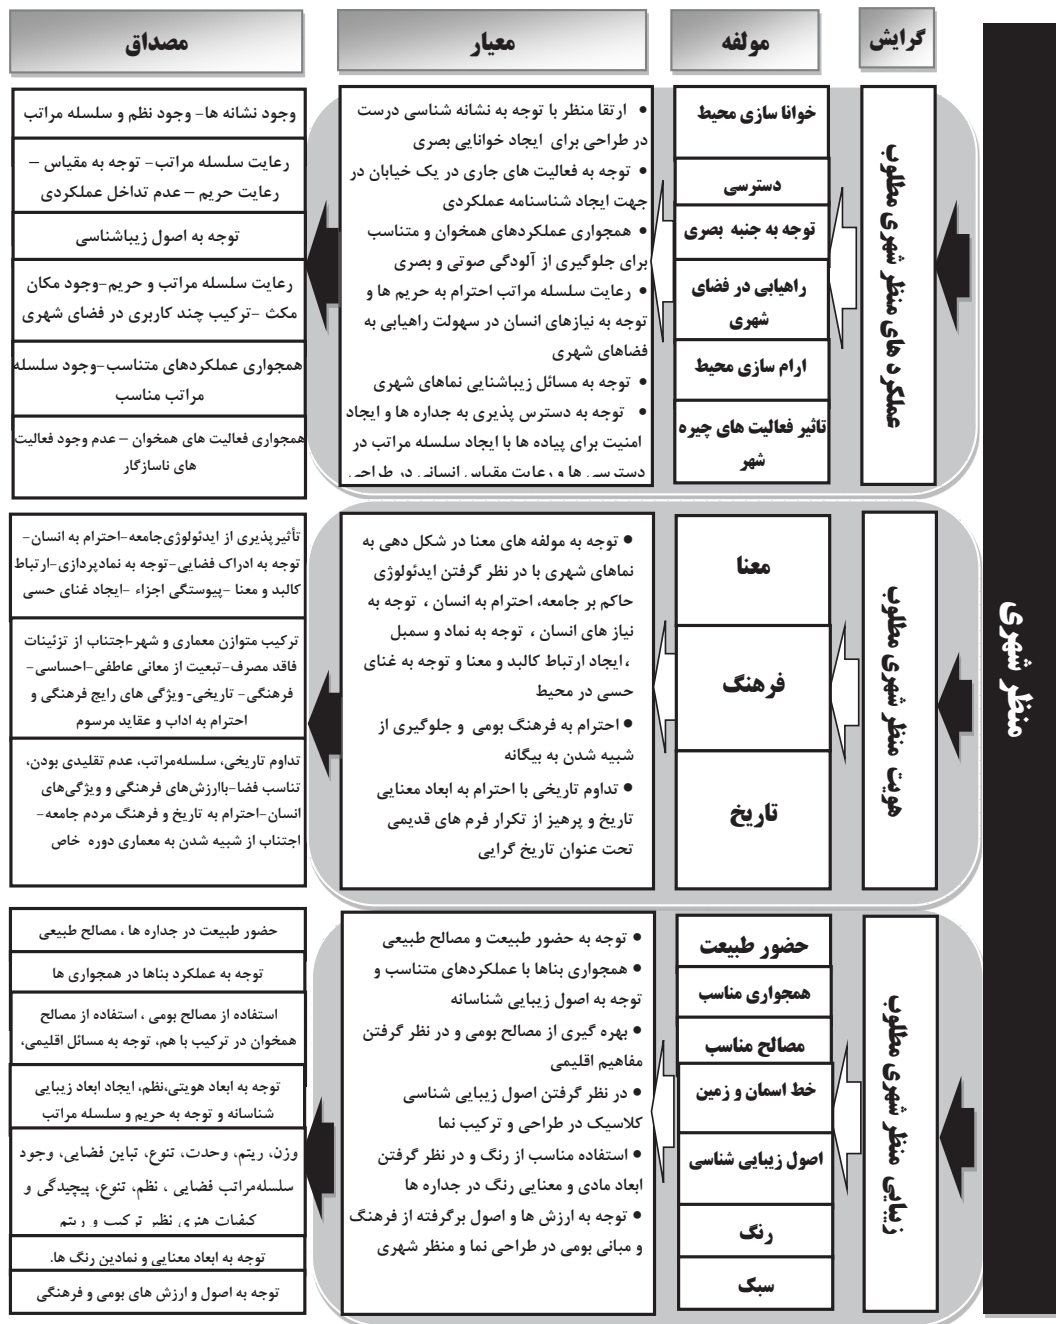 گرایش
مولفه
معیار
مصداق
منظر شهری
عملکرد های منظر شهری مطلوب
خوانا سازی محیط
دسترسی
توجه به جنبه بصری
راهیابی در فضای
شهری
ارام سازی محیط
تاثیر فعالیت های چیره
شهر
• ارتقا منظر با توجه به نشانه شناسی درست
در طراحی برای ایجاد خوانایی بصری
• توجه به فعالیت های جاری در یک خیابان در
جهت ایجاد شناسنامه عملکردی
• همجواری عملکردهای همخوان و متناسب
برای جلوگیری از آلودگی صوتی و بصری
• رعایت سلسله مراتب احترام به حریم ها و
توجه به نیازهای انسان در سهولت راهیابی به
فضاهای شهری
• توجه به مسائل زیباشنایی نماهای شهری
• توجه به دسترس پذیری به جداره ها و ایجاد
امنیت برای پیاده ها با ایجاد سلسله مراتب در
دسترسی ها و رعایت مقیاس انسانی در طراحی
وجود نشانه ها- وجود نظم و سلسله مراتب
رعایت سلسله مراتب- توجه به مقیاس –
رعایت حریم – عدم تداخل عملکردی
توجه به اصول زیباشناسی
رعایت سلسله مراتب و حریم-وجود مکان
مکث -ترکیب چند کاربری در فضای شهری
همجواری عملکردهای متناسب-وجود سلسله
مراتب مناسب
همجواری فعالیت های همخوان – عدم وجود فعالیت
های ناسازگار
هویت منظر شهری مطلوب
معنا
فرهنگ
تاریخ
• توجه به مولفه های معنا در شکل دهی به
نماهای شهری با در نظر گرفتن ایدئولوژی
حاکم بر جامعه، احترام به انسان ، توجه به
نیاز های انسان ، توجه به نماد و سمبل
، ایجاد ارتباط کالبد و معنا و توجه به غنای
حسی در محیط
• احترام به فرهنگ بومی و جلوگیری از
شبیه شدن به بیگانه
• تداوم تاریخی با احترام به ابعاد معنایی
تاریخ و پرهیز از تکرار فرم های قدیمی
تحت عنوان تاریخ گرایی
تأثیرپذیری از ایدئولوژی‌جامعه-احترام به انسان-
توجه به ادراک فضایی-توجه به نمادپردازی-ارتباط
کالبد و معنا -پیوستگی اجزاء -ایجاد غنای حسی
ترکیب متوازن معماری و شهر-اجتناب از تزئینات
فاقد مصرف-تبعیت از معانی عاطفی-احساسی-
فرهنگی- تاریخی- ویژگی های رایج فرهنگی و
احترام به اداب و عقاید مرسوم
تداوم تاریخی، سلسله‌مراتب، عدم تقلیدی بودن،
تناسب فضا-باارزش‌های فرهنگی و ویژگی‌های
انسان-احترام به تاریخ و فرهنگ مردم جامعه-
اجتناب از شبیه شدن به معماری دوره خاص
زیبایی منظر شهری مطلوب
حضور طبیعت
همجواری مناسب
مصالح مناسب
خط اسمان و زمین
اصول زیبایی شناسی
رنگ
سبک
• توجه به حضور طبیعت و مصالح طبیعی
• همجواری بناها با عملکردهای متناسب و
توجه به اصول زیبایی شناسانه
• بهره گیری از مصالح بومی و در نظر گرفتن
مفاهیم اقلیمی
• در نظر گرفتن اصول زیبایی شناسی
کلاسیک در طراحی و ترکیب نما
• استفاده مناسب از رنگ و در نظر گرفتن
ابعاد مادی و معنایی رنگ در جداره ها
• توجه به ارزش ها و اصول برگرفته از فرهنگ
و مبانی بومی در طراحی نما و منظر شهری
حضور طبیعت در جداره ها ، مصالح طبیعی
توجه به عملکرد بناها در همجواری ها
استفاده از مصالح بومی ، استفاده از مصالح
همخوان در ترکیب با هم، توجه به مسائل اقلیمی،
توجه به ابعاد هویتی،نظم، ایجاد ابعاد زیبایی
شناسانه و توجه به حریم و سلسله مراتب
وزن، ریتم، وحدت، تنوع، تباین فضایی، وجود
سلسله‌مراتب فضایی ، نظم، تنوع، پیچیدگی و
کیفیات هنری نظیر ترکیب و ریتم
توجه به ابعاد معنایی و نمادین رنگ ها.
توجه به اصول و ارزش های بومی و فرهنگی